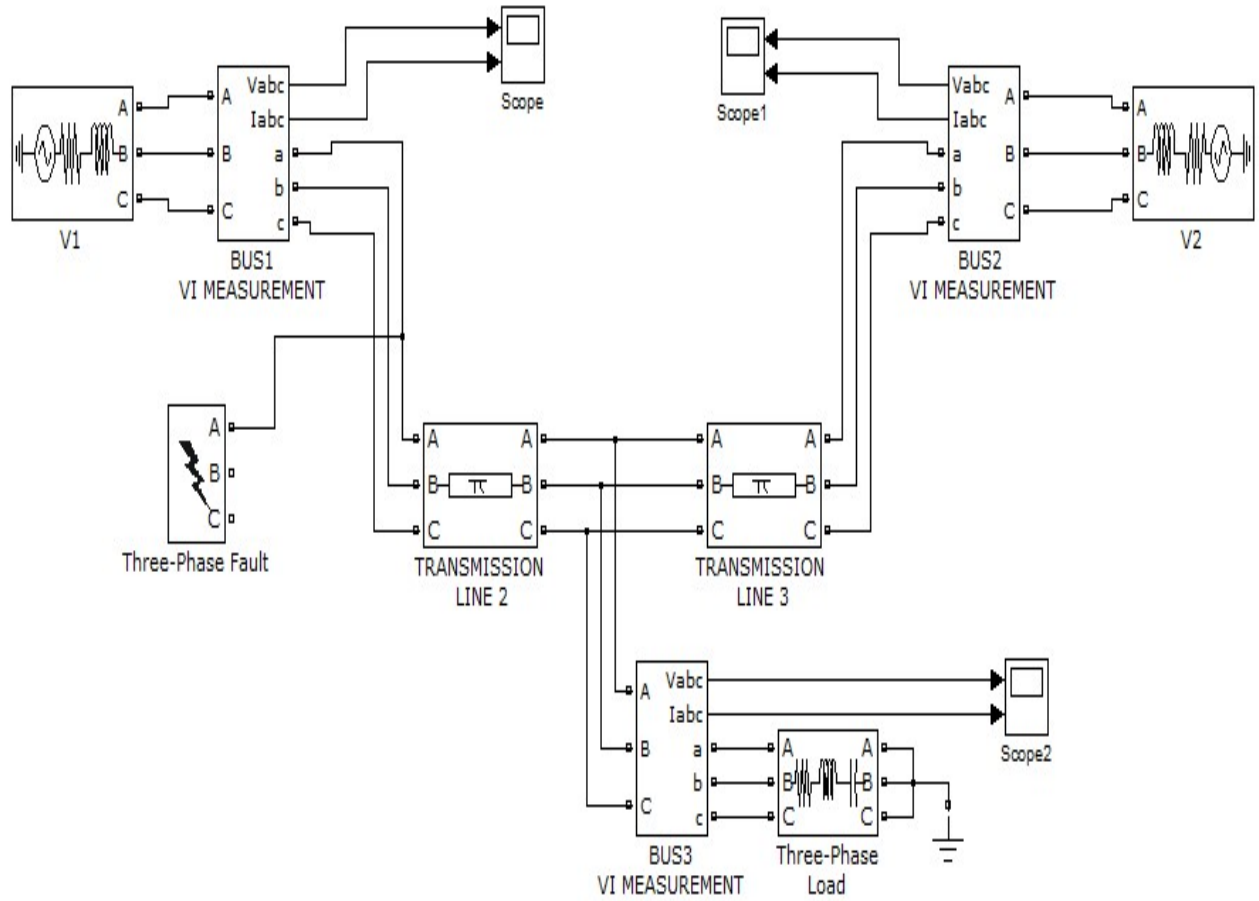 A
B
C
V1
A
B
C
Vabc
Iabc
a
b
c
BUS1
VI MEASUREMENT
Scope
Scope1
Vabc
Iabc
a
b
c
A
B
C
BUS2
VI MEASUREMENT
A
B
C
V2
A
B
C
Three-Phase Fault
A
B
C
π
A
B
C
TRANSMISSION
LINE 2
A
B
C
π
A
B
C
TRANSMISSION
LINE 3
A
B
C
Vabc
Iabc
a
b
c
BUS3
VI MEASUREMENT
A
B
C
A
B
C
Three-Phase
Load
Scope2